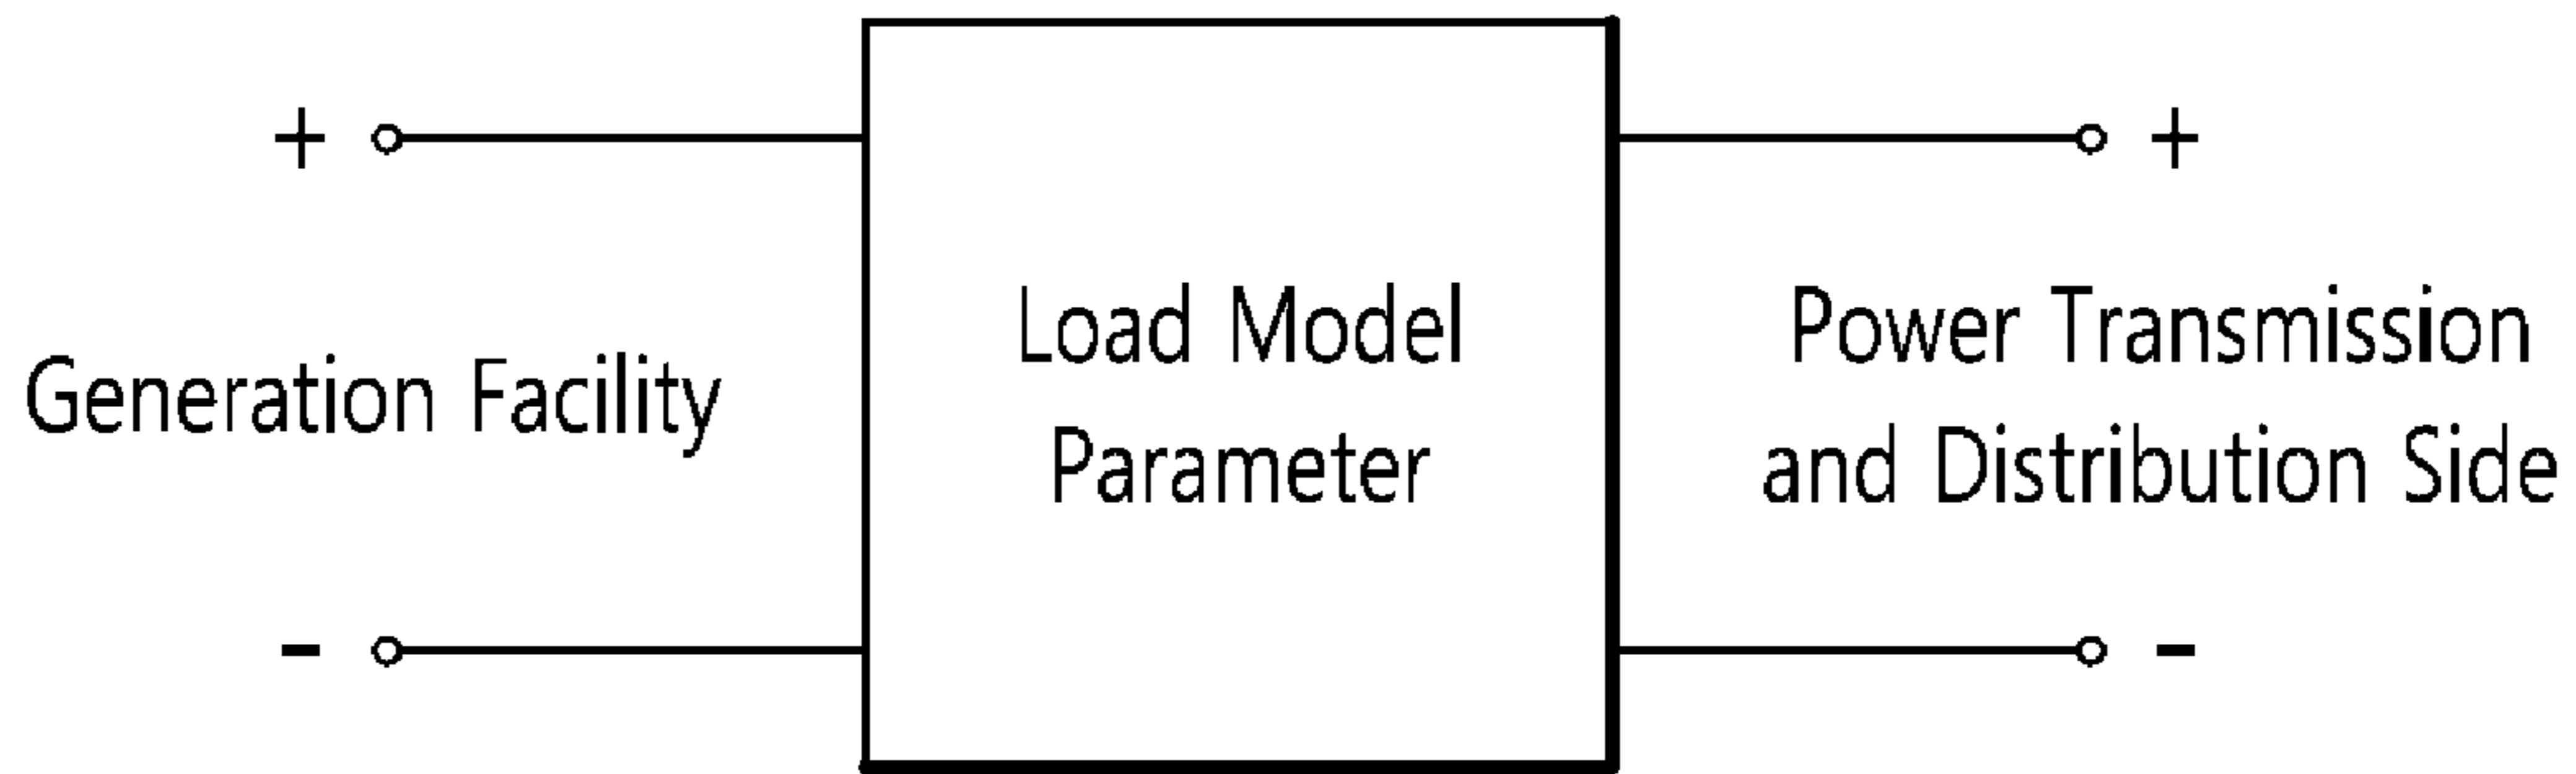 +
+
Load Model
Parameter
Power Transmission
and Distribution Side
Generation Facility
-
-